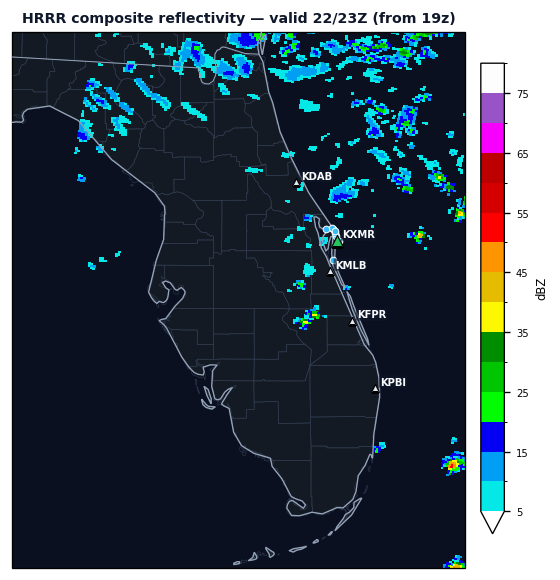 HRRR composite reflectivity — valid 22/23Z (from 19z)
KDAB
KXMR
KMLB
KFPR
KPBI
75
65
55
45
35
25
15
5
dBZ